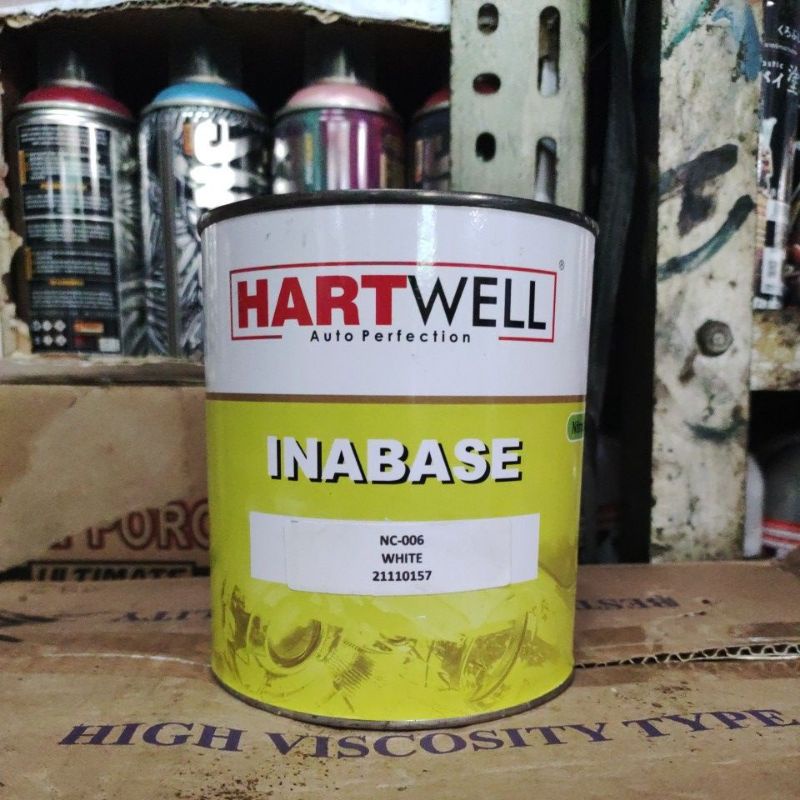 HARTWELL
®
Auto Perfection
INABASE
NC-006
WHITE
21110157
ULTIMATE
HIGH VISCOSITY TYPE